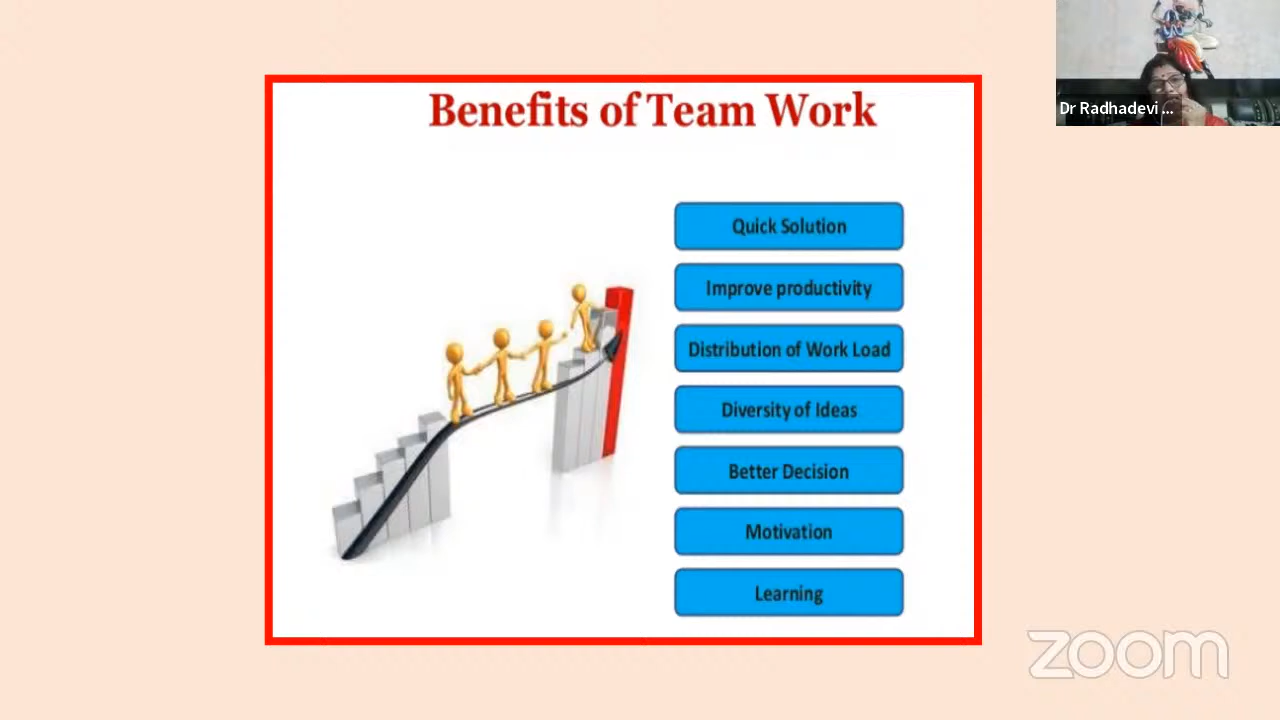 Benefits of Team Work
Dr Radhadevi ...
Quick Solution
Improve productivity
Distribution of Work Load
Diversity of Ideas
Better Decision
Motivation
Learning
zoom